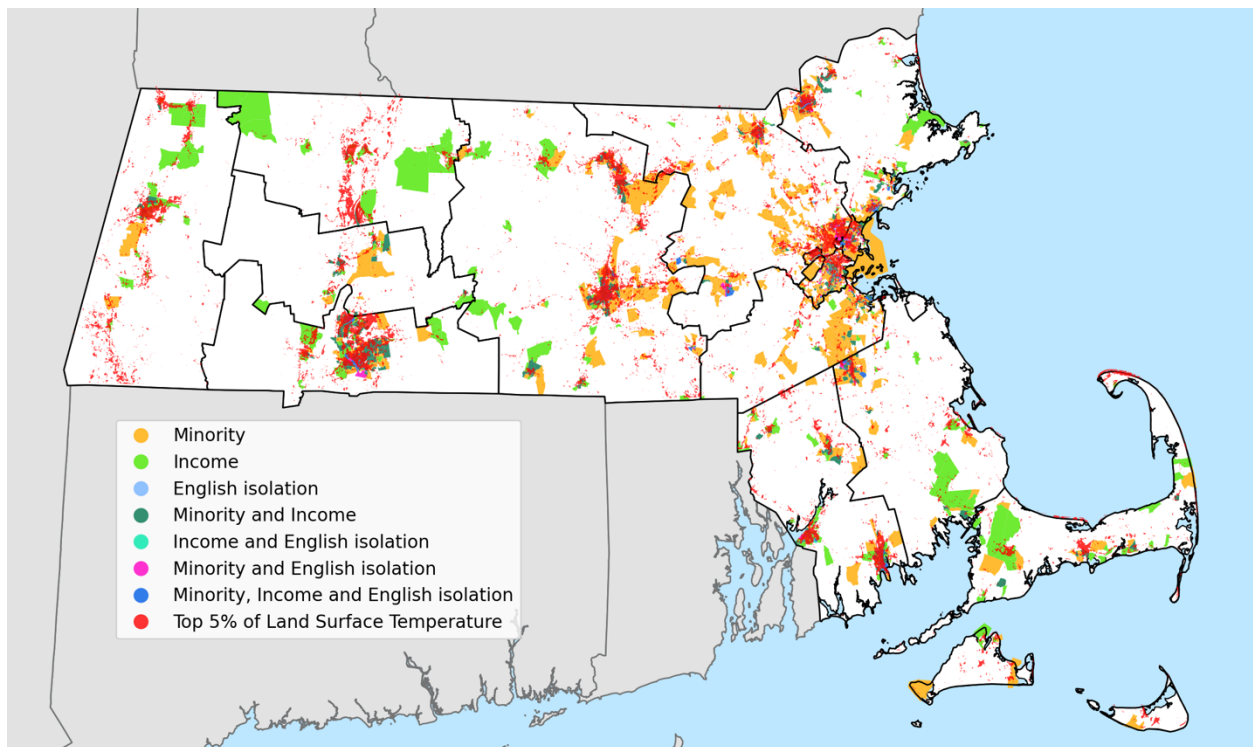 Minority
Income
English isolation
Minority and Income
Income and English isolation
Minority and English isolation
Minority, Income and English isolation
Top 5% of Land Surface Temperature